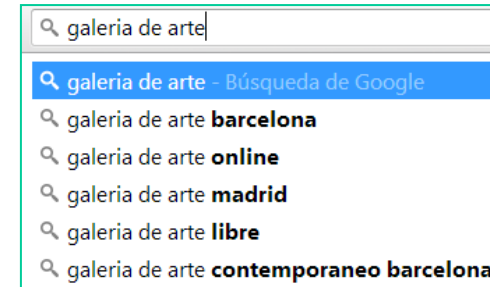 galeria de arte
galeria de arte - Búsqueda de Google
galeria de arte barcelona
galeria de arte online
galeria de arte madrid
galeria de arte libre
galeria de arte contemporaneo barcelona